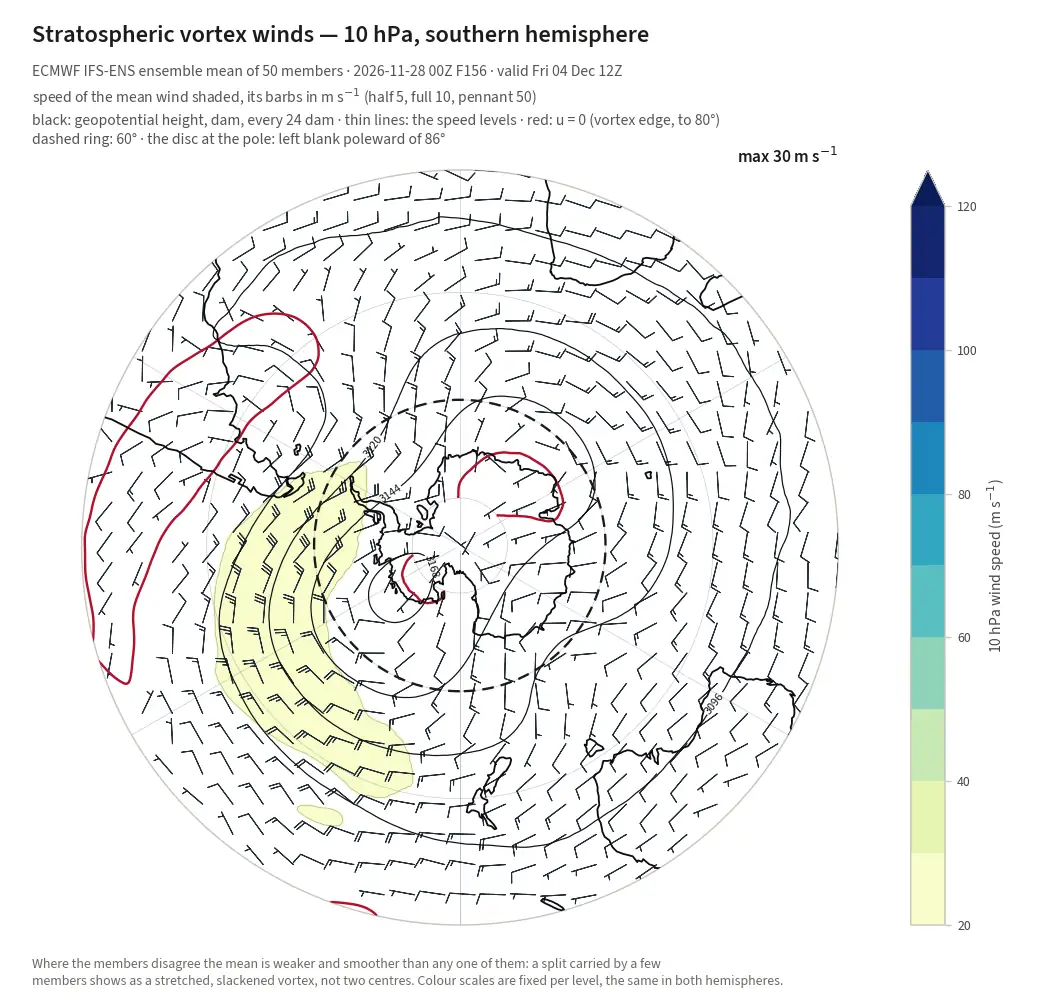 Stratospheric vortex winds — 10 hPa, southern hemisphere
ECMWF IFS-ENS ensemble mean of 50 members · 2026-11-28 00Z F156 · valid Fri 04 Dec 12Z
speed of the mean wind shaded, its barbs in m s⁻¹ (half 5, full 10, pennant 50)
black: geopotential height, dam, every 24 dam · thin lines: the speed levels · red: u = 0 (vortex edge, to 80°)
dashed ring: 60° · the disc at the pole: left blank poleward of 86°
max 30 m s⁻¹
120
100
80
60
40
20
10 hPa wind speed (m s⁻¹)
3144
3096
Where the members disagree the mean is weaker and smoother than any one of them: a split carried by a few
members shows as a stretched, slackened vortex, not two centres. Colour scales are fixed per level, the same in both hemispheres.